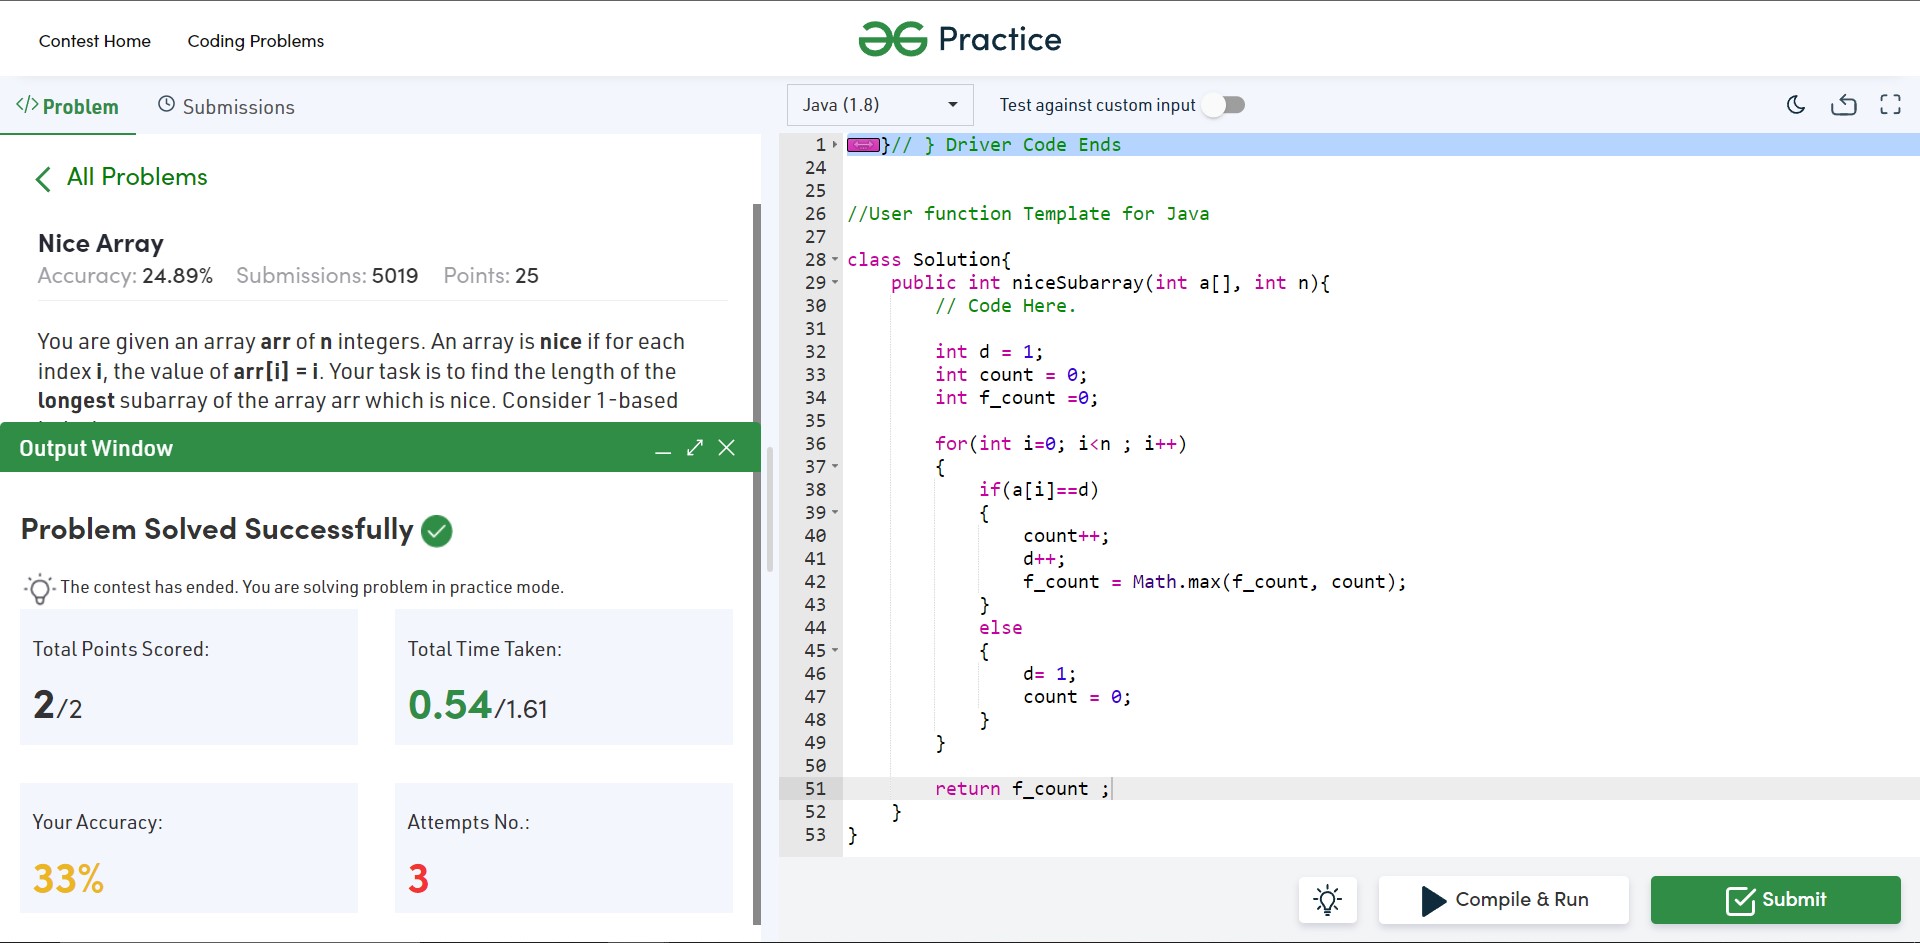 Contest Home
Coding Problems
Practice
</> Problem
Submissions
All Problems
Nice Array
Accuracy: 24.89% Submissions: 5019 Points: 25
You are given an array arr of n integers. An array is nice if for each
index i, the value of arr[i] = i. Your task is to find the length of the
longest subarray of the array arr which is nice. Consider 1-based
Output Window
Problem Solved Successfully
The contest has ended. You are solving problem in practice mode.
Total Points Scored:
2/2
Total Time Taken:
0.54/1.61
Your Accuracy:
33%
Attempts No.:
3
Java (1.8)
Test against custom input
1 }// } Driver Code Ends
24
25
26 //User function Template for Java
27
28 class Solution{
29 public int niceSubarray(int a[], int n){
30 // Code Here.
31
32 int d = 1;
33 int count = 0;
34 int f_count =0;
35
36 for(int i=0; i<n ; i++)
37 {
38 if(a[i]==d)
39 {
40 count++;
41 d++;
42 f_count = Math.max(f_count, count);
43 }
44 else
45 {
46 d= 1;
47 count = 0;
48 }
49 }
50
51 return f_count ;
52 }
53 }
Compile & Run
Submit